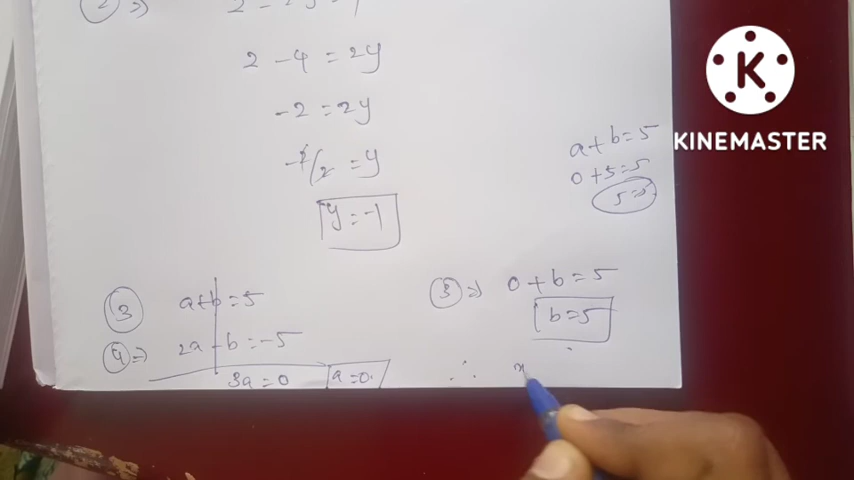 2 - 4 = 2y
-2 = 2y
-2/2 = y
y = -1
a + b = 5
0 + 5 = 5
5 = 5
③ a + b = 5
④ ⇒ 2a - b = -5
3a = 0 a = 0.
③ ⇒ 0 + b = 5
b = 5
∴ x
K
KINEMASTER